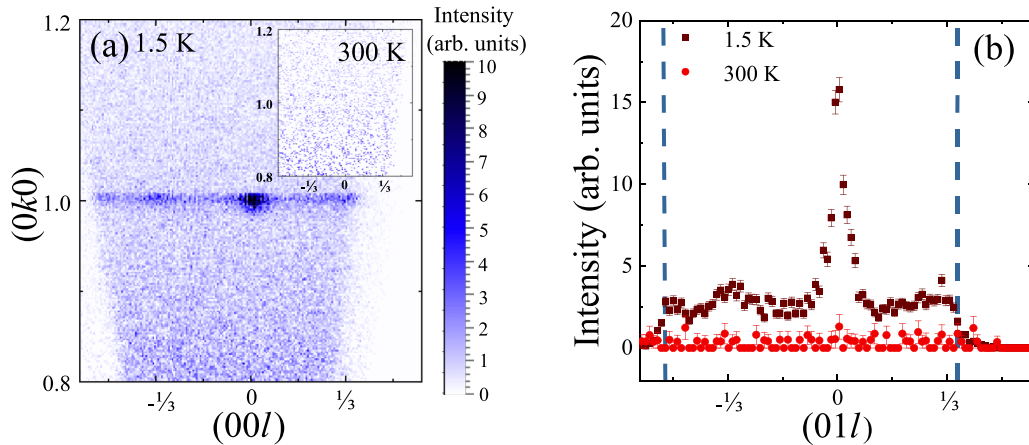 (a) 1.5 K
300 K
1.2
1.0
0.8
-⅓ 0 ⅓
1.2
1.0
0.8
(0k0)
-⅓ 0 ⅓
(00l)
Intensity
(arb. units)
10
9
8
7
6
5
4
3
2
1
0
(b)
1.5 K
300 K
20
15
10
5
0
Intensity (arb. units)
-⅓ 0 ⅓
(01l)